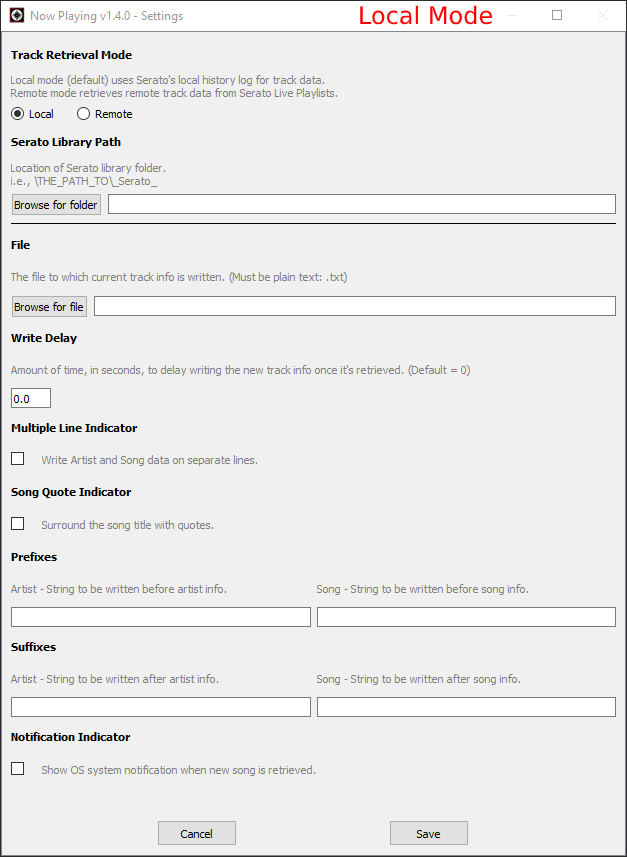 Now Playing v1.4.0 - Settings
Local Mode
Track Retrieval Mode
Local mode (default) uses Serato's local history log for track data.
Remote mode retrieves remote track data from Serato Live Playlists.
Local Remote
Serato Library Path
Location of Serato library folder.
i.e., \THE_PATH_TO\_Serato_
Browse for folder
File
The file to which current track info is written. (Must be plain text: .txt)
Browse for file
Write Delay
Amount of time, in seconds, to delay writing the new track info once it's retrieved. (Default = 0)
0.0
Multiple Line Indicator
Write Artist and Song data on separate lines.
Song Quote Indicator
Surround the song title with quotes.
Prefixes
Artist - String to be written before artist info. Song - String to be written before song info.
Suffixes
Artist - String to be written after artist info. Song - String to be written after song info.
Notification Indicator
Show OS system notification when new song is retrieved.
Cancel Save